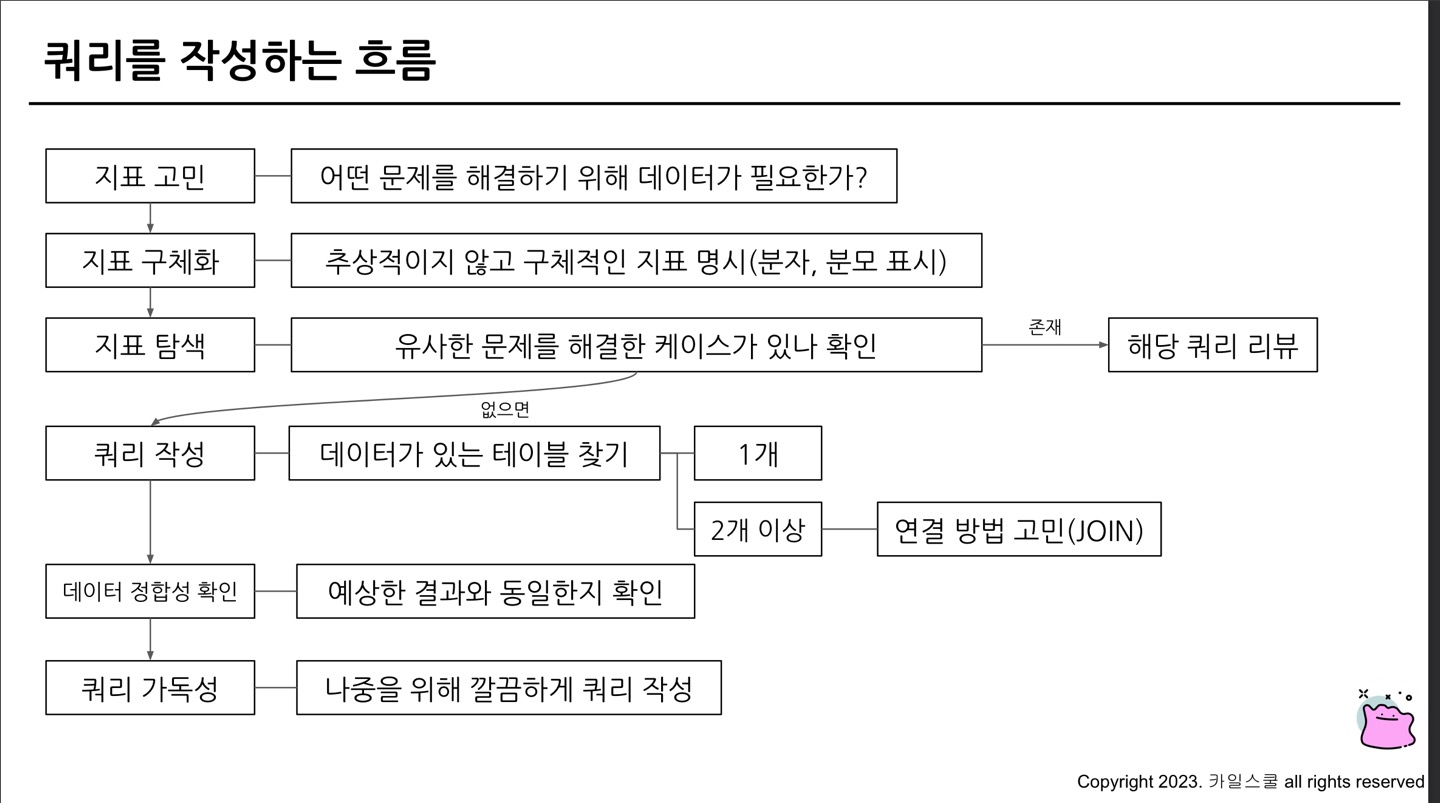 쿼리를 작성하는 흐름
지표 고민
어떤 문제를 해결하기 위해 데이터가 필요한가?
지표 구체화
추상적이지 않고 구체적인 지표 명시(분자, 분모 표시)
지표 탐색
유사한 문제를 해결한 케이스가 있나 확인
존재
해당 쿼리 리뷰
없으면
쿼리 작성
데이터가 있는 테이블 찾기
1개
2개 이상
연결 방법 고민(JOIN)
데이터 정합성 확인
예상한 결과와 동일한지 확인
쿼리 가독성
나중을 위해 깔끔하게 쿼리 작성
Copyright 2023. 카일스쿨 all rights reserved